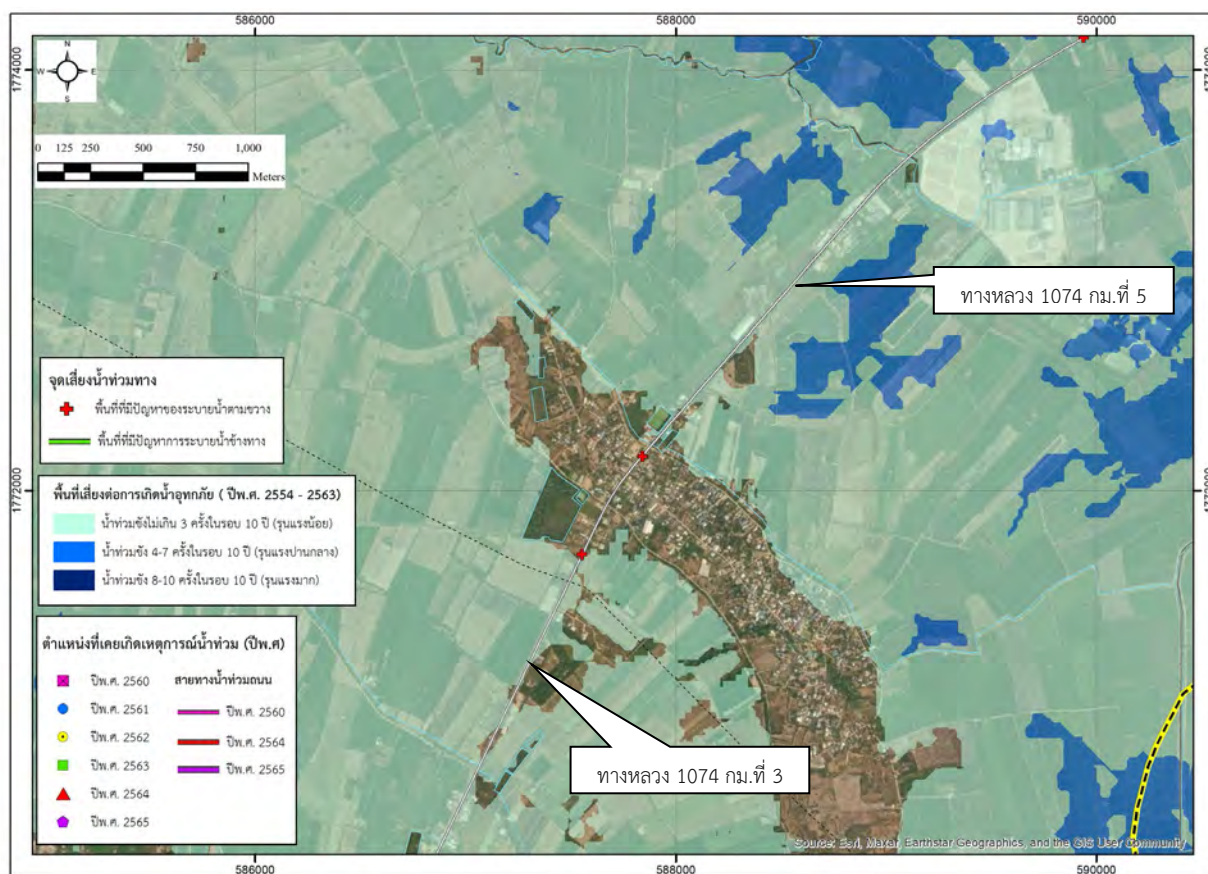 586000
588000
590000
N
W E
S
1774000
1774000
0 125 250 500 750 1,000
Meters
ทางหลวง 1074 กม.ที่ 5
จุดเสี่ยงน้ำท่วมทาง
พื้นที่ที่มีปัญหาของระบายน้ำตามขวาง
พื้นที่ที่มีปัญหาการระบายน้ำข้างทาง
1772000
1772000
พื้นที่เสี่ยงต่อการเกิดน้ำอุทกภัย ( ปีพ.ศ. 2554 - 2563)
น้ำท่วมขังไม่เกิน 3 ครั้งในรอบ 10 ปี (รุนแรงน้อย)
น้ำท่วมขัง 4-7 ครั้งในรอบ 10 ปี (รุนแรงปานกลาง)
น้ำท่วมขัง 8-10 ครั้งในรอบ 10 ปี (รุนแรงมาก)
ตำแหน่งที่เคยเกิดเหตุการณ์น้ำท่วม (ปีพ.ศ)
ปีพ.ศ. 2560 สายทางน้ำท่วมถนน
ปีพ.ศ. 2561 ปีพ.ศ. 2560
ปีพ.ศ. 2562 ปีพ.ศ. 2564
ปีพ.ศ. 2563 ปีพ.ศ. 2565
ปีพ.ศ. 2564
ปีพ.ศ. 2565
ทางหลวง 1074 กม.ที่ 3
Source: Esri, Maxar, Earthstar Geographics, and the GIS User Community
586000
588000
590000